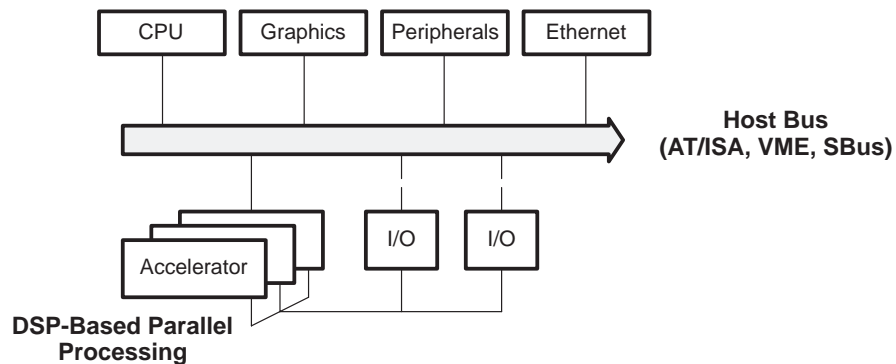 CPU
Graphics
Peripherals
Ethernet
Host Bus
(AT/ISA, VME, SBus)
I/O
I/O
Accelerator
DSP-Based Parallel
Processing